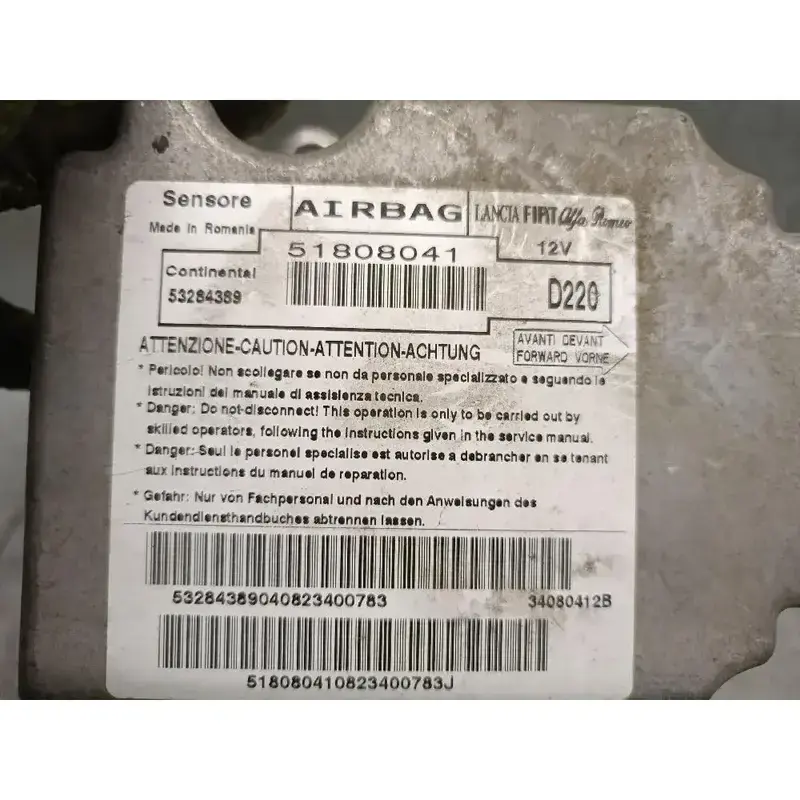 Sensore
AIRBAG
LANCIA FIAT Alfa Romeo
Made in Romania
51808041
12V
Continental
53284389
D220
ATTENZIONE-CAUTION-ATTENTION-ACHTUNG
AVANTI DEVANT
FORWARD VORNE
* Pericolo! Non scollegare se non da personale specializzato e seguendo le
istruzioni del manuale di assistenza tecnica.
* Danger: Do not disconnect! This operation is only to be carried out by
skilled operators, following the instructions given in the service manual.
* Danger: Seul le personel specialise est autorise a debrancher en se tenant
aux instructions du manuel de reparation.
* Gefahr: Nur von Fachpersonal und nach den Anweisungen des
Kundendiensthandbuches abtrennen lassen.
53284389040823400783
34080412B
518080410823400783J